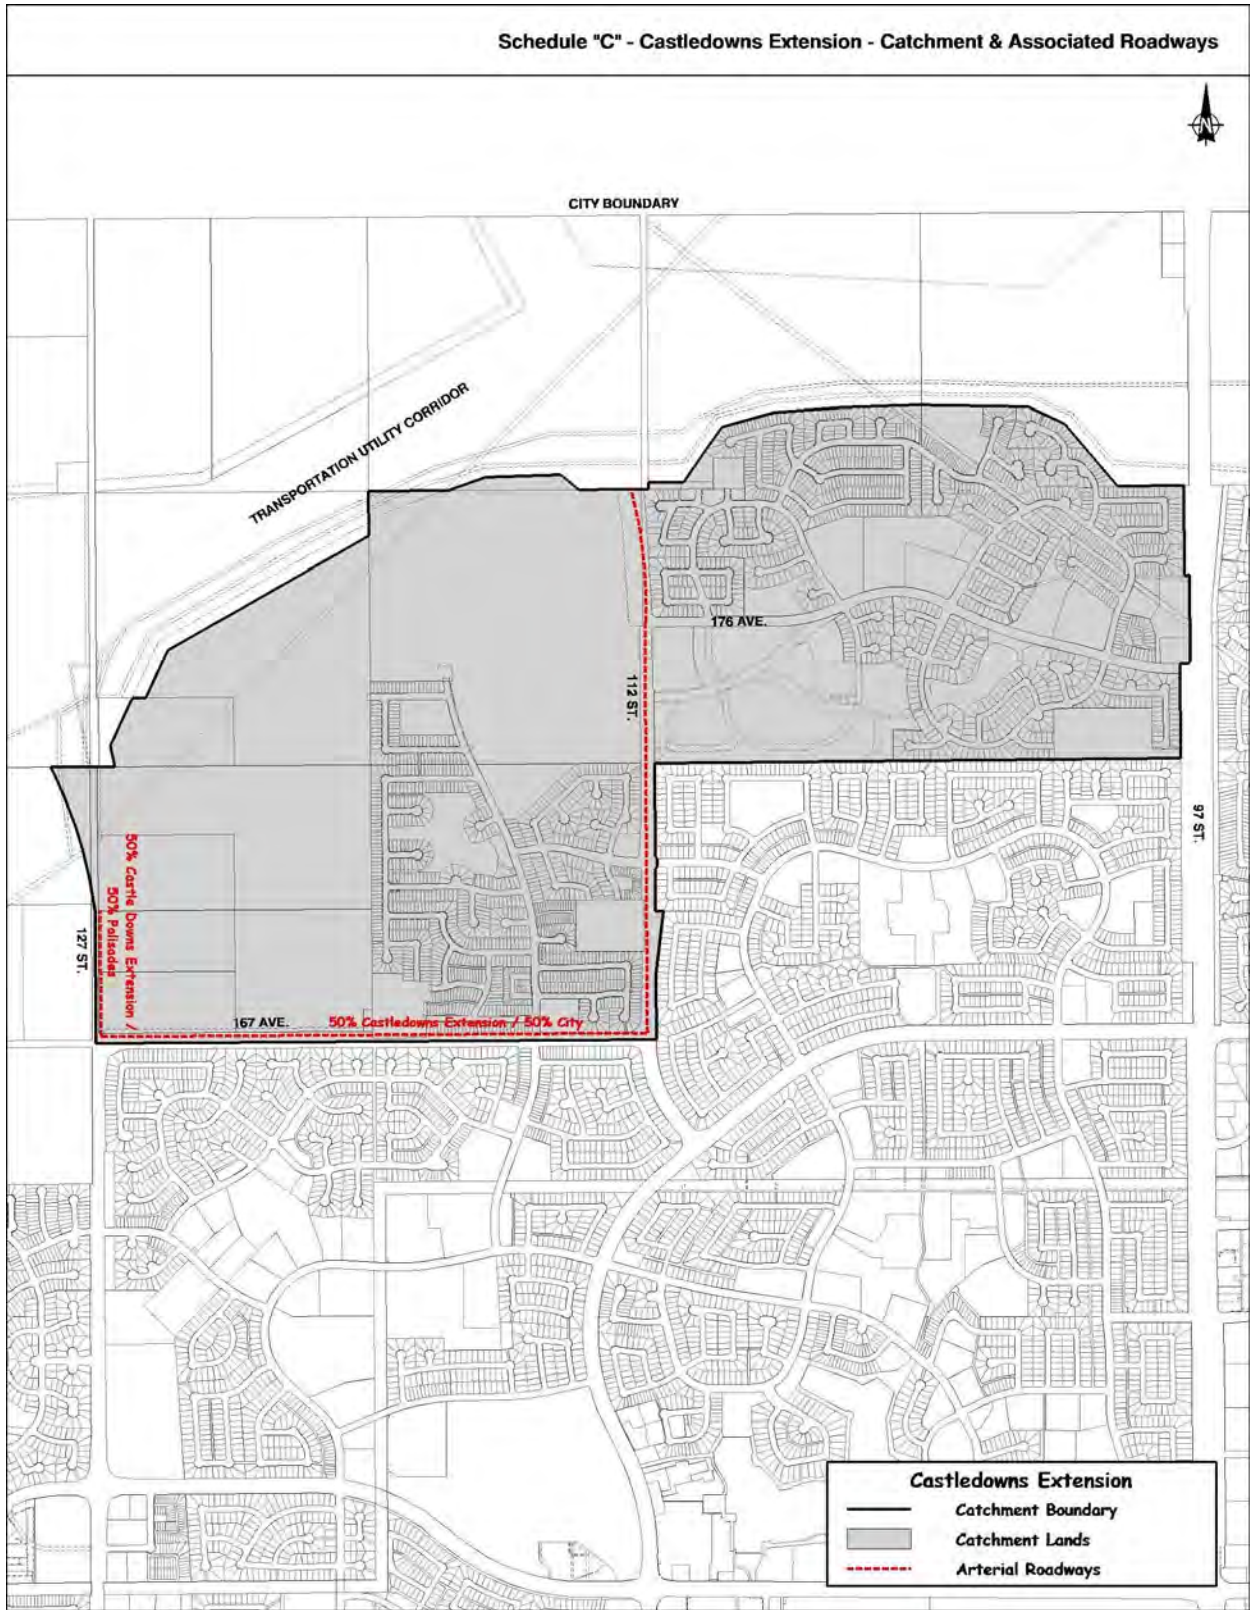 Schedule "C" - Castledowns Extension - Catchment & Associated Roadways
N
CITY BOUNDARY
TRANSPORTATION UTILITY CORRIDOR
176 AVE.
112 ST.
97 ST.
50% Castle Downs Extension /
50% Palisades
127 ST.
167 AVE.
50% Castledowns Extension / 50% City
Castledowns Extension
Catchment Boundary
Catchment Lands
Arterial Roadways